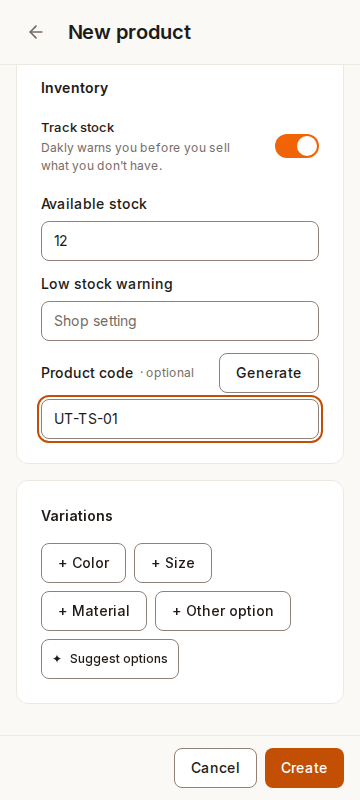 New product
Inventory
Track stock
Dakly warns you before you sell
what you don't have.
Available stock
12
Low stock warning
Shop setting
Product code · optional
Generate
UT-TS-01
Variations
+ Color
+ Size
+ Material
+ Other option
✦ Suggest options
Cancel
Create